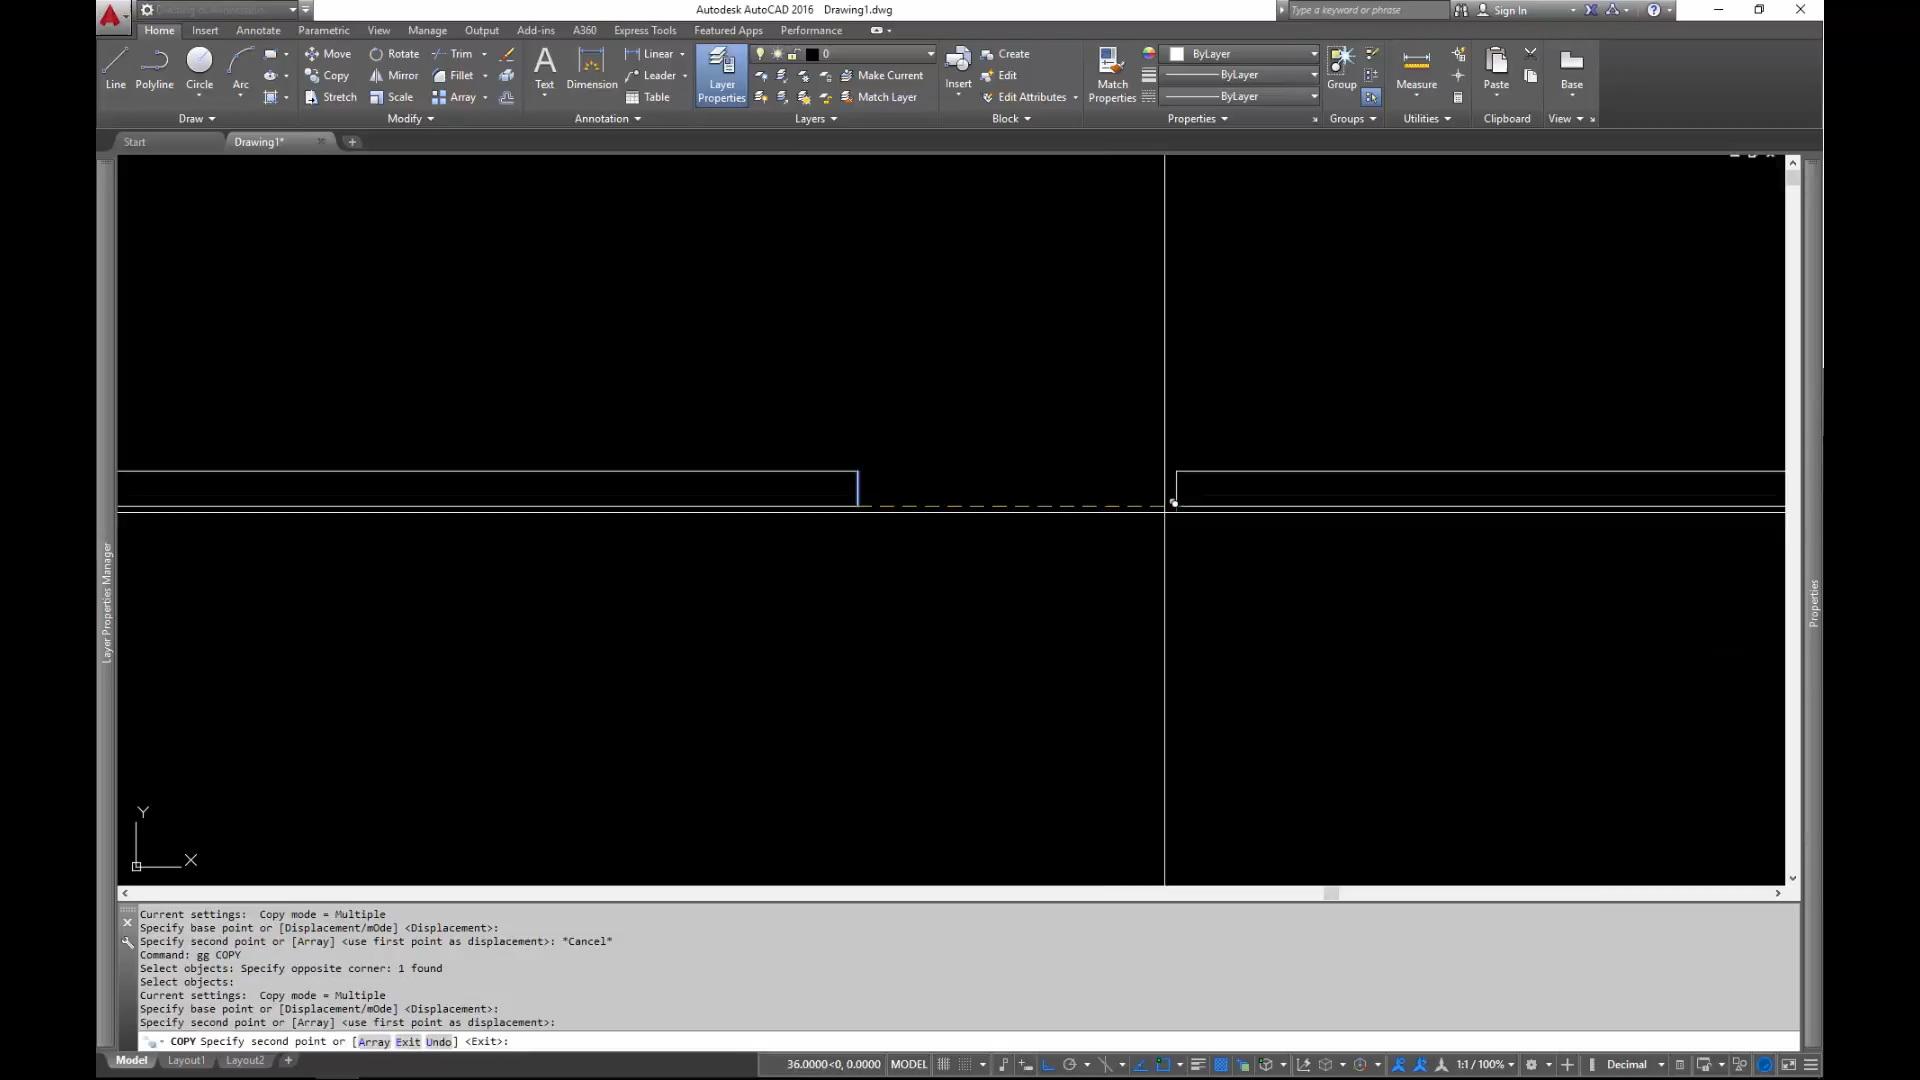 Autodesk AutoCAD 2016 Drawing1.dwg
Type a keyword or phrase
Sign In
Home Insert Annotate Parametric View Manage Output Add-ins A360 Express Tools Featured Apps Performance
Line Polyline Circle Arc
Move Rotate Trim
Copy Mirror Fillet
Stretch Scale Array
Text Dimension
Linear
Leader
Table
Layer Properties
0
Make Current
Match Layer
Insert
Create
Edit
Edit Attributes
Match Properties
ByLayer
ByLayer
ByLayer
Group
Measure
Paste
Base
Draw Modify Annotation Layers Block Properties Groups Utilities Clipboard View
Start Drawing1*
Layer Properties Manager
Properties
Y
X
Current settings: Copy mode = Multiple
Specify base point or [Displacement/mOde] <Displacement>:
Specify second point or [Array] <use first point as displacement>: *Cancel*
Command: gg COPY
Select objects: Specify opposite corner: 1 found
Select objects:
Current settings: Copy mode = Multiple
Specify base point or [Displacement/mOde] <Displacement>:
Specify second point or [Array] <use first point as displacement>:
COPY Specify second point or [Array Exit Undo] <Exit>:
Model Layout1 Layout2 +
36.0000<0, 0.0000 MODEL 1:1 / 100% Decimal